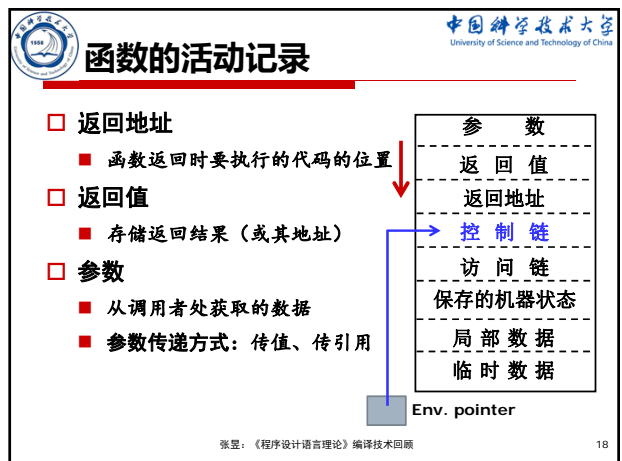 1958
中国科学技术大学
University of Science and Technology of China
函数的活动记录
返回地址
函数返回时要执行的代码的位置
返回值
存储返回结果（或其地址）
参数
从调用者处获取的数据
参数传递方式：传值、传引用
参 数
返 回 值
返回地址
控 制 链
访 问 链
保存的机器状态
局 部 数 据
临 时 数 据
Env. pointer
张昱：《程序设计语言理论》编译技术回顾
18